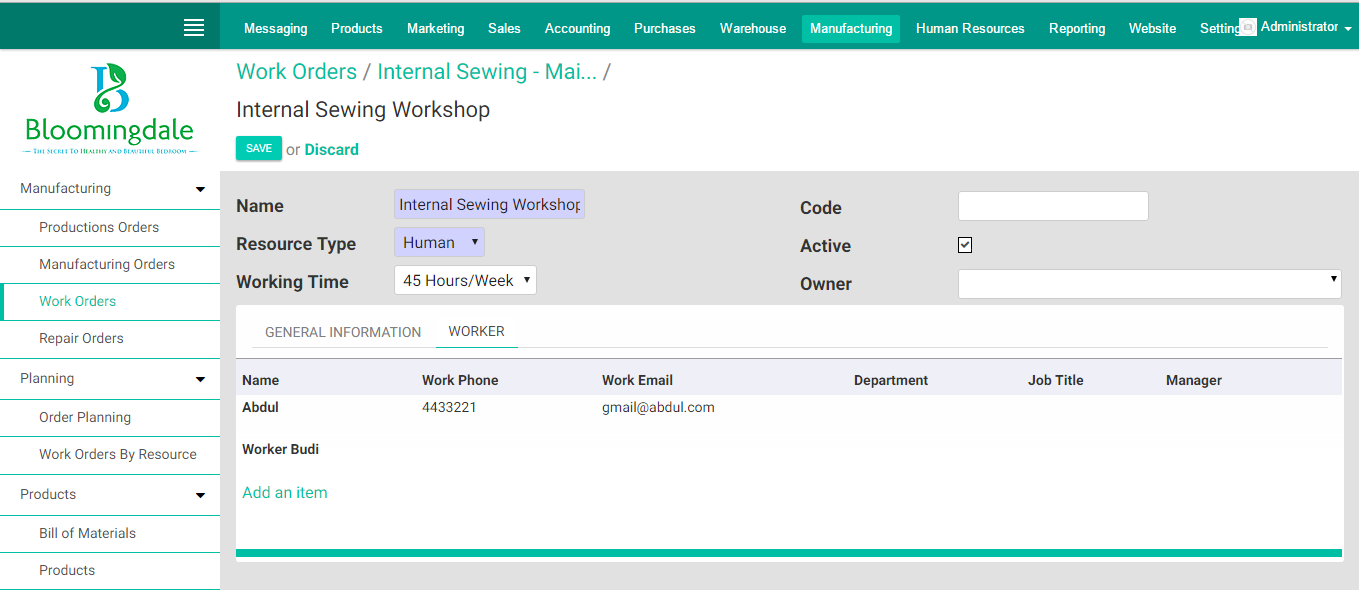 Messaging Products Marketing Sales Accounting Purchases Warehouse Manufacturing Human Resources Reporting Website Setting Administrator
Bloomingdale
THE SECRET TO HEALTHY AND BEAUTIFUL BEDROOM
Manufacturing
Productions Orders
Manufacturing Orders
Work Orders
Repair Orders
Planning
Order Planning
Work Orders By Resource
Products
Bill of Materials
Products
Work Orders / Internal Sewing - Mai... /
Internal Sewing Workshop
SAVE or Discard
Name Internal Sewing Workshop Code
Resource Type Human Active
Working Time 45 Hours/Week Owner
GENERAL INFORMATION WORKER
Name Work Phone Work Email Department Job Title Manager
Abdul 4433221 gmail@abdul.com
Worker Budi
Add an item